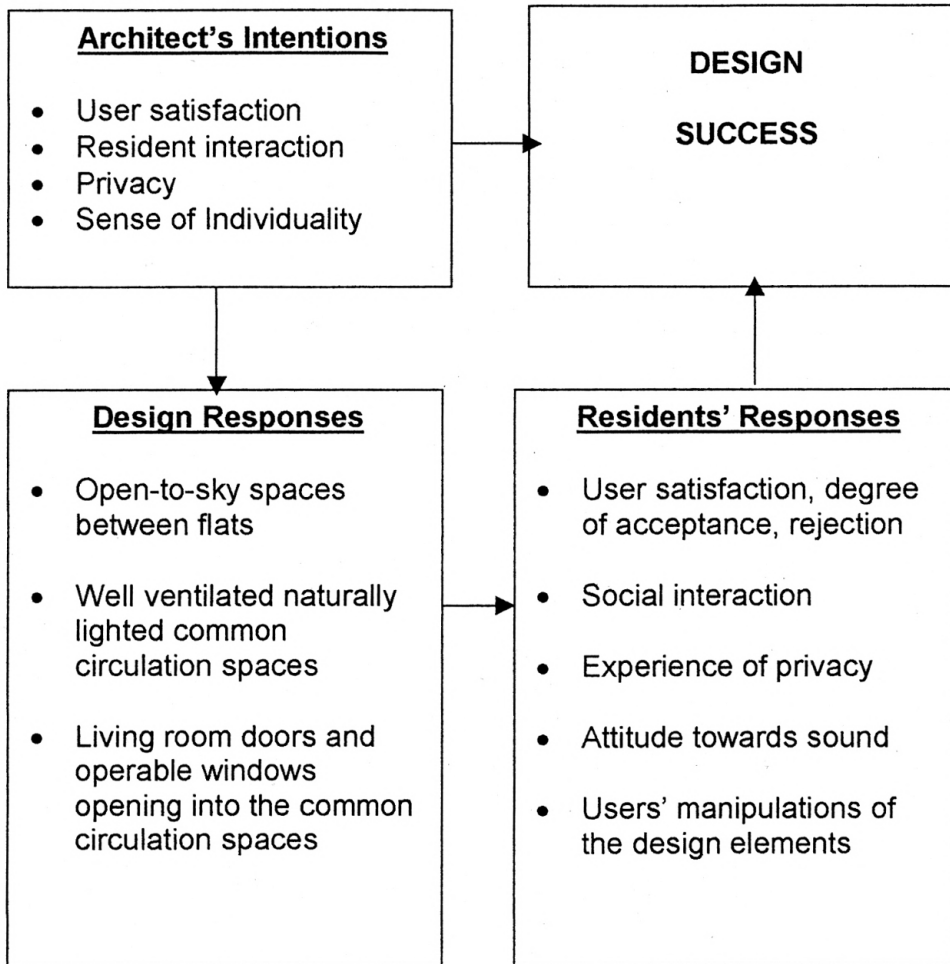 Architect's Intentions
• User satisfaction
• Resident interaction
• Privacy
• Sense of Individuality
DESIGN
SUCCESS
Design Responses
• Open-to-sky spaces
between flats
• Well ventilated naturally
lighted common
circulation spaces
• Living room doors and
operable windows
opening into the common
circulation spaces
Residents' Responses
• User satisfaction, degree
of acceptance, rejection
• Social interaction
• Experience of privacy
• Attitude towards sound
• Users' manipulations of
the design elements